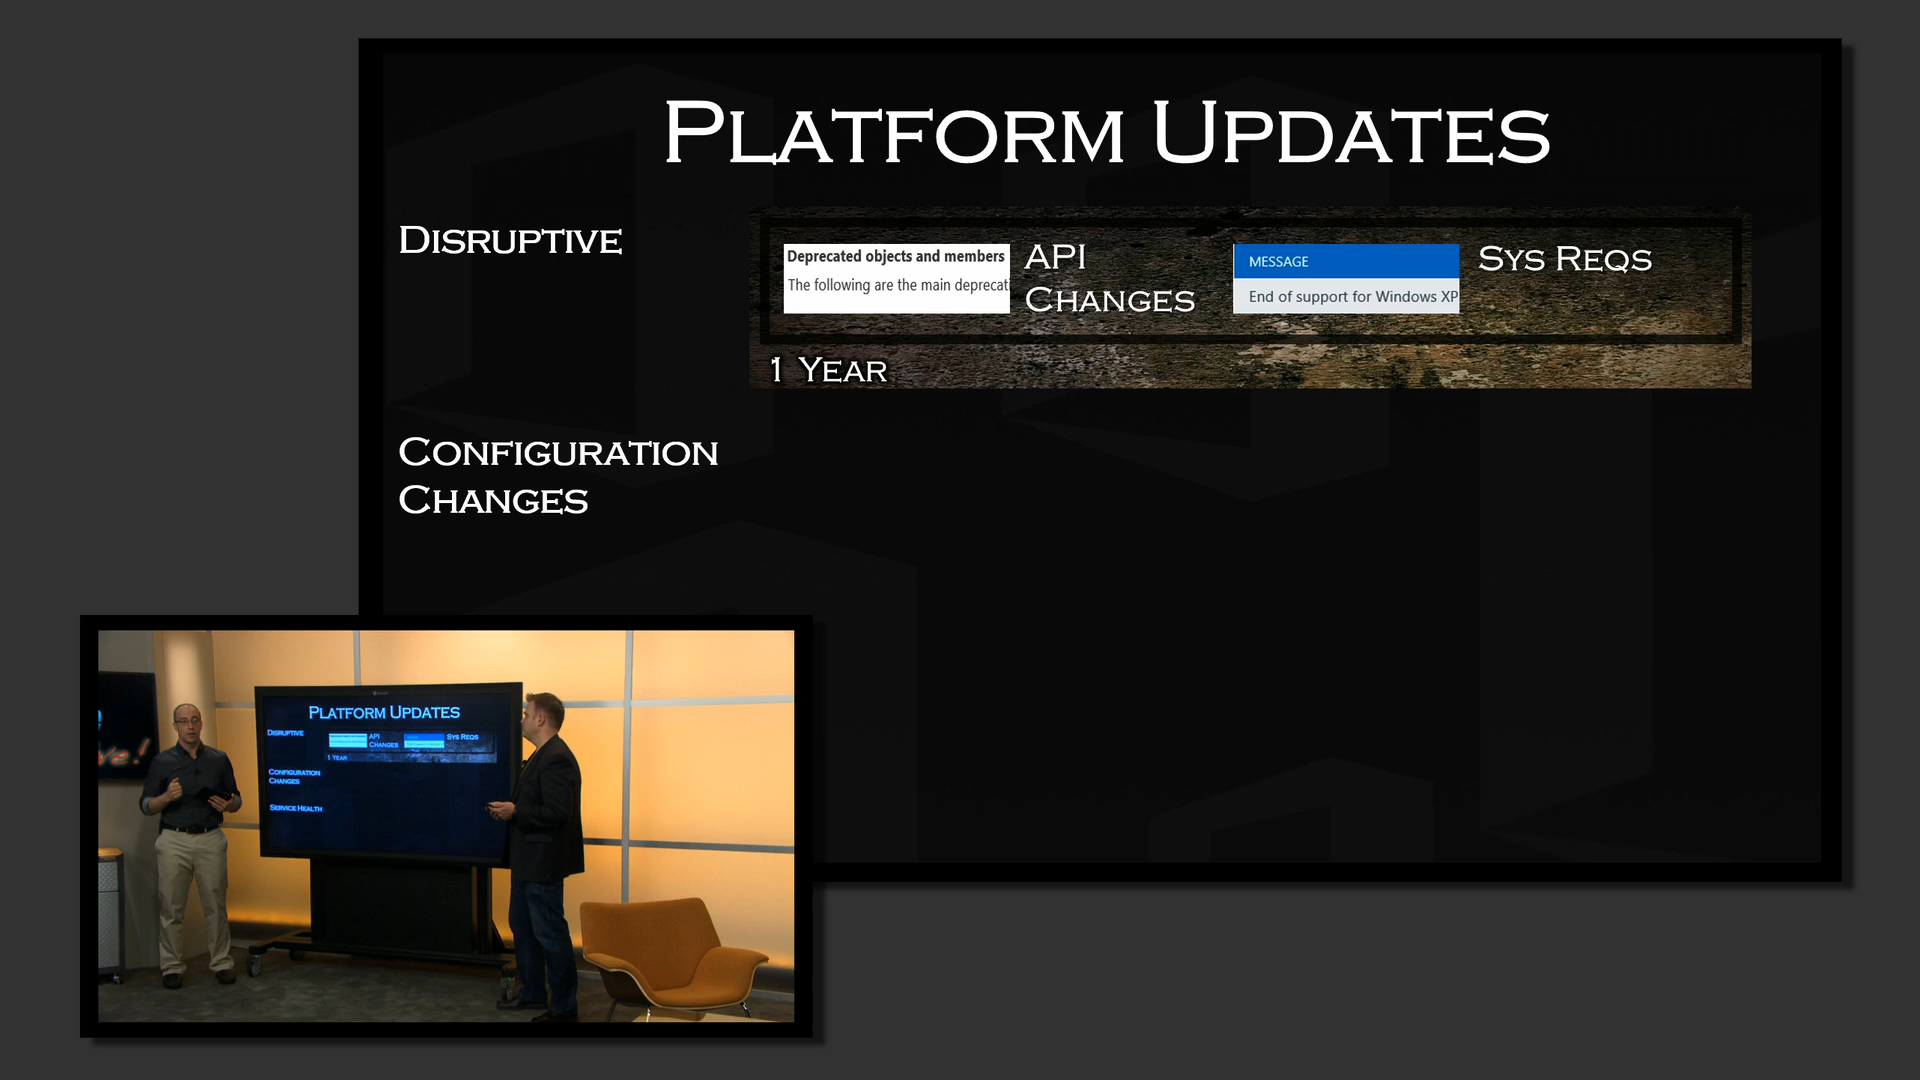 Platform Updates
Disruptive
Deprecated objects and members
The following are the main deprecat
API
Changes
MESSAGE
End of support for Windows XP
Sys Reqs
1 Year
Configuration
Changes
Platform Updates
Disruptive
API
Changes
Sys Reqs
1 Year
Configuration
Changes
Service Health